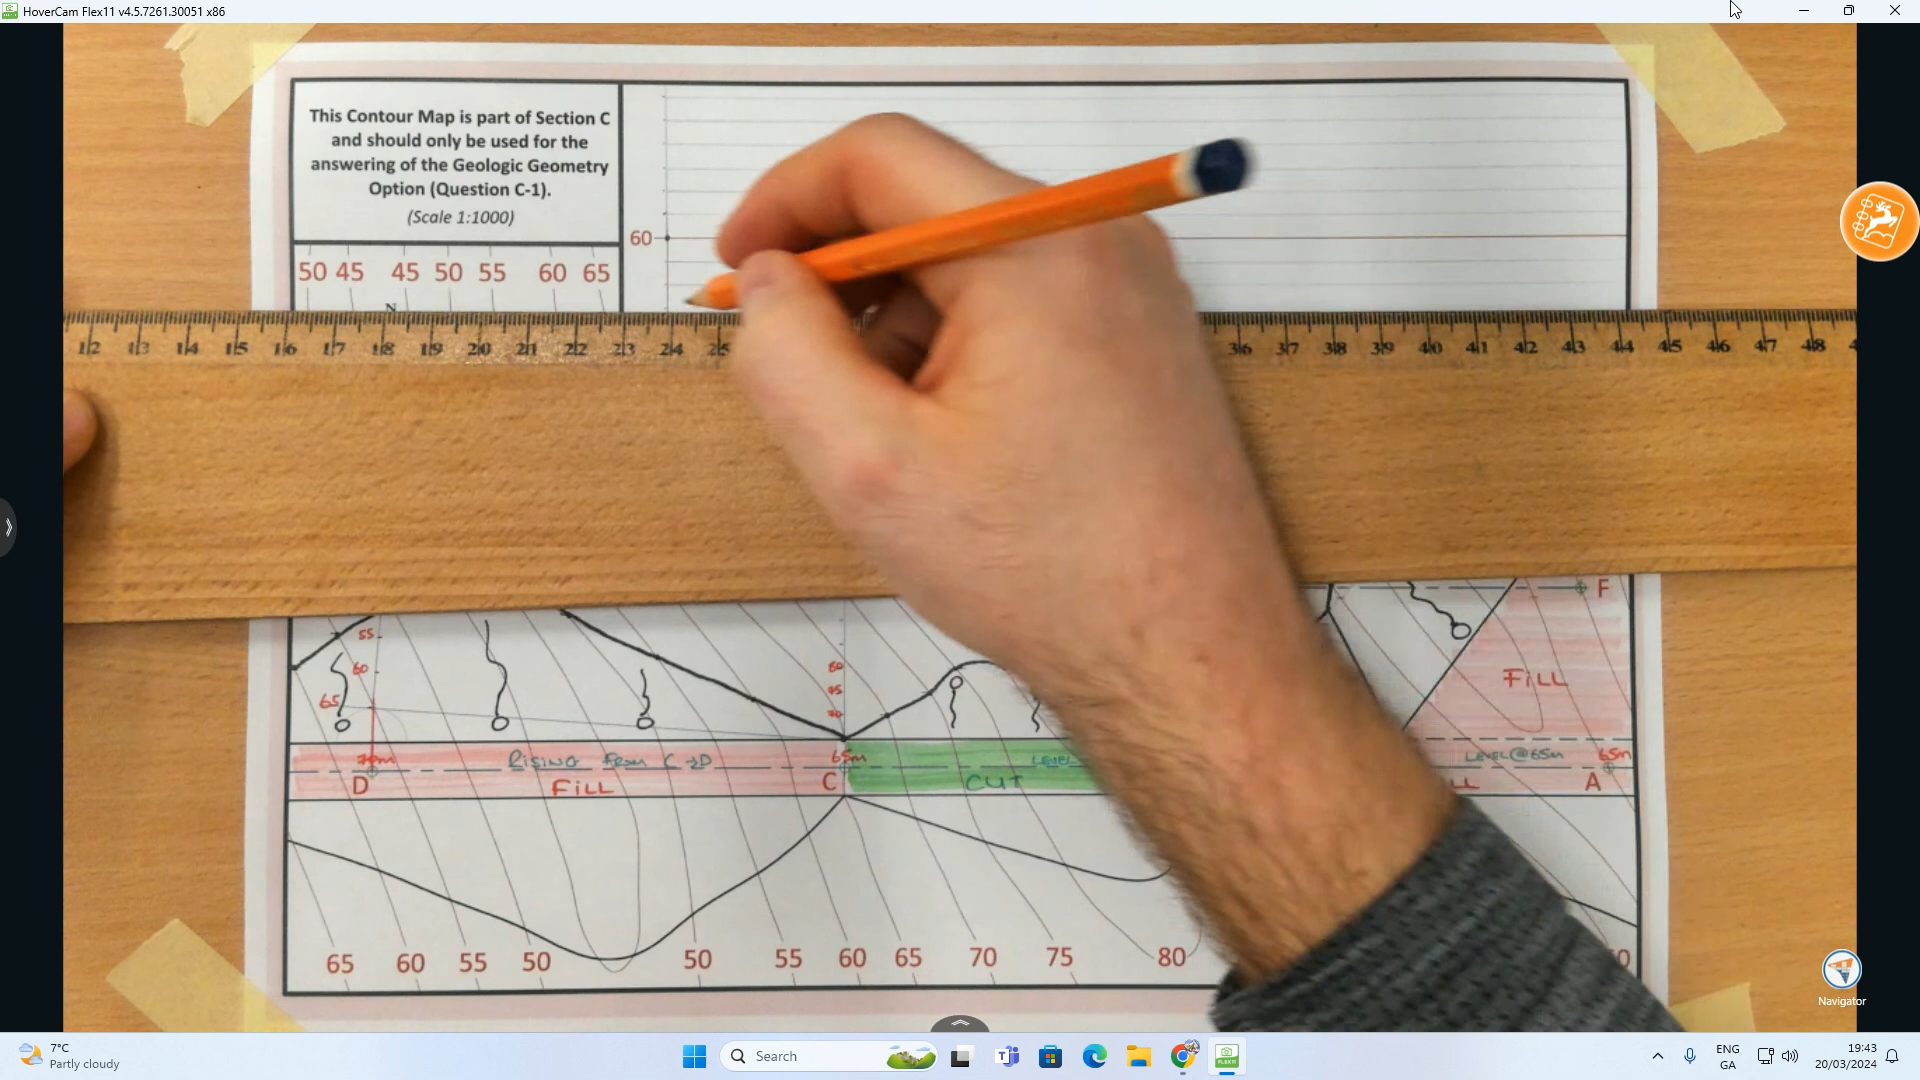 HoverCam Flex11 v4.5.7261.30051 x86
This Contour Map is part of Section C
and should only be used for the
answering of the Geologic Geometry
Option (Question C-1).
(Scale 1:1000)
60
50 45 45 50 55 60 65
N
12 13 14 15 16 17 18 19 20 21 22 23 24 25 36 37 38 39 40 41 42 43 44 45 46 47 48
F
55
60
65
FILL
70m
RISING FROM C→D
65m
LEVEL
LEVEL@65m
65m
D
FILL
C
CUT
A
65 60 55 50 50 55 60 65 70 75 80
Navigator
7°C
Partly cloudy
Search
ENG
GA
19:43
20/03/2024